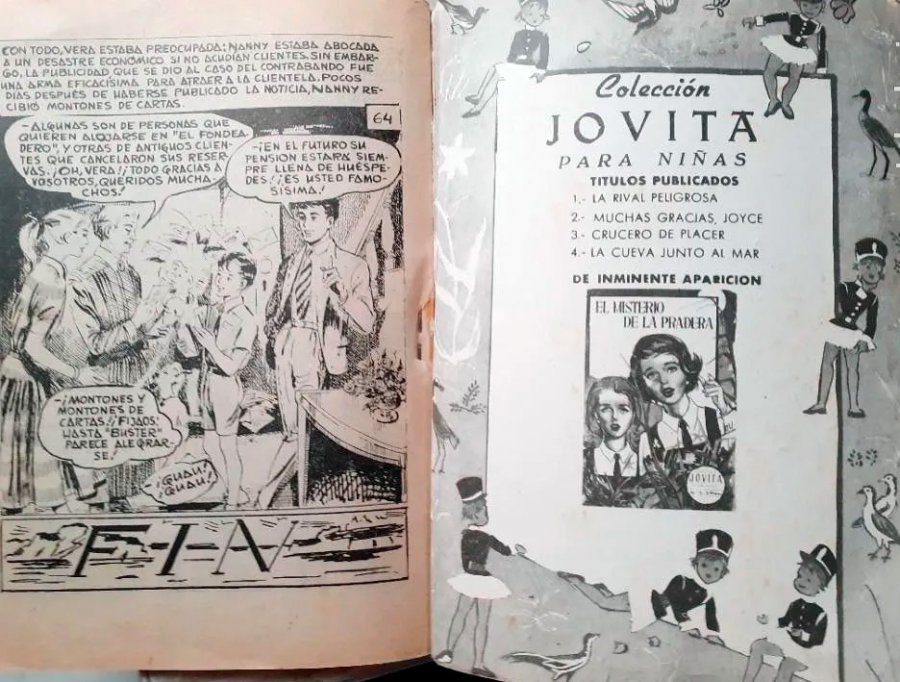 CON TODO, VERA ESTABA PREOCUPADA; NANNY ESTABA ABOCADA
A UN DESASTRE ECONOMICO SI NO ACUDIAN CLIENTES. SIN EMBAR-
GO, LA PUBLICIDAD QUE SE DIO AL CASO DEL CONTRABANDO FUE
UNA ARMA EFICACISIMA PARA ATRAER A LA CLIENTELA. POCOS
DIAS DESPUES DE HABERSE PUBLICADO LA NOTICIA, NANNY RE-
CIBIO MONTONES DE CARTAS.
64
-ALGUNAS SON DE PERSONAS QUE
QUIEREN ALOJARSE EN "EL FONDEA-
DERO", Y OTRAS DE ANTIGUOS CLIEN-
TES QUE CANCELARON SUS RESER-
VAS. ¡OH, VERA! ¡TODO GRACIAS A
VOSOTROS, QUERIDOS MUCHA-
CHOS!
-¡EN EL FUTURO SU
PENSION ESTARA SIEM-
PRE LLENA DE HUESPE-
DES! ¡ES USTED FAMO-
SISIMA!
-¡MONTONES Y
MONTONES DE
CARTAS! ¡FIJAOS!
HASTA "BUSTER"
PARECE ALEGRAR-
SE!
-¡GUAU!
¡GUAU!
F-I-N
Colección
JOVITA
PARA NIÑAS
TITULOS PUBLICADOS
1.- LA RIVAL PELIGROSA
2.- MUCHAS GRACIAS, JOYCE
3.- CRUCERO DE PLACER
4.- LA CUEVA JUNTO AL MAR
DE INMINENTE APARICION
EL MISTERIO
DE LA PRADERA
JOVITA